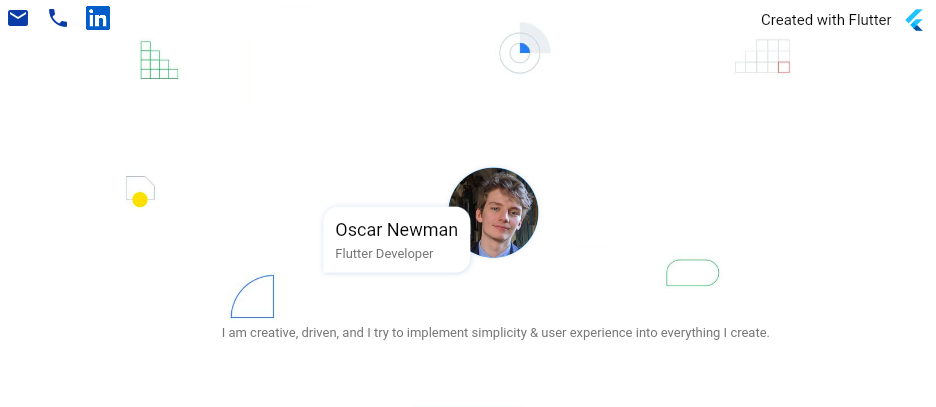 Created with Flutter
Oscar Newman
Flutter Developer
I am creative, driven, and I try to implement simplicity & user experience into everything I create.